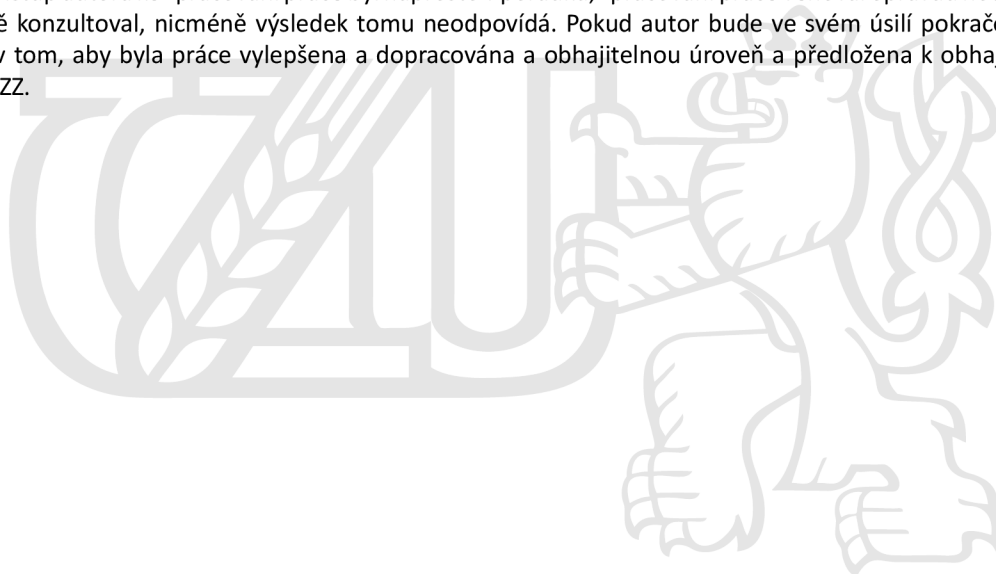 ě konzultoval, nicméně výsledek tomu neodpovídá. Pokud autor bude ve svém úsilí pokrač
v tom, aby byla práce vylepšena a dopracována a obhajitelnou úroveň a předložena k obha
ZZ.
ČZU